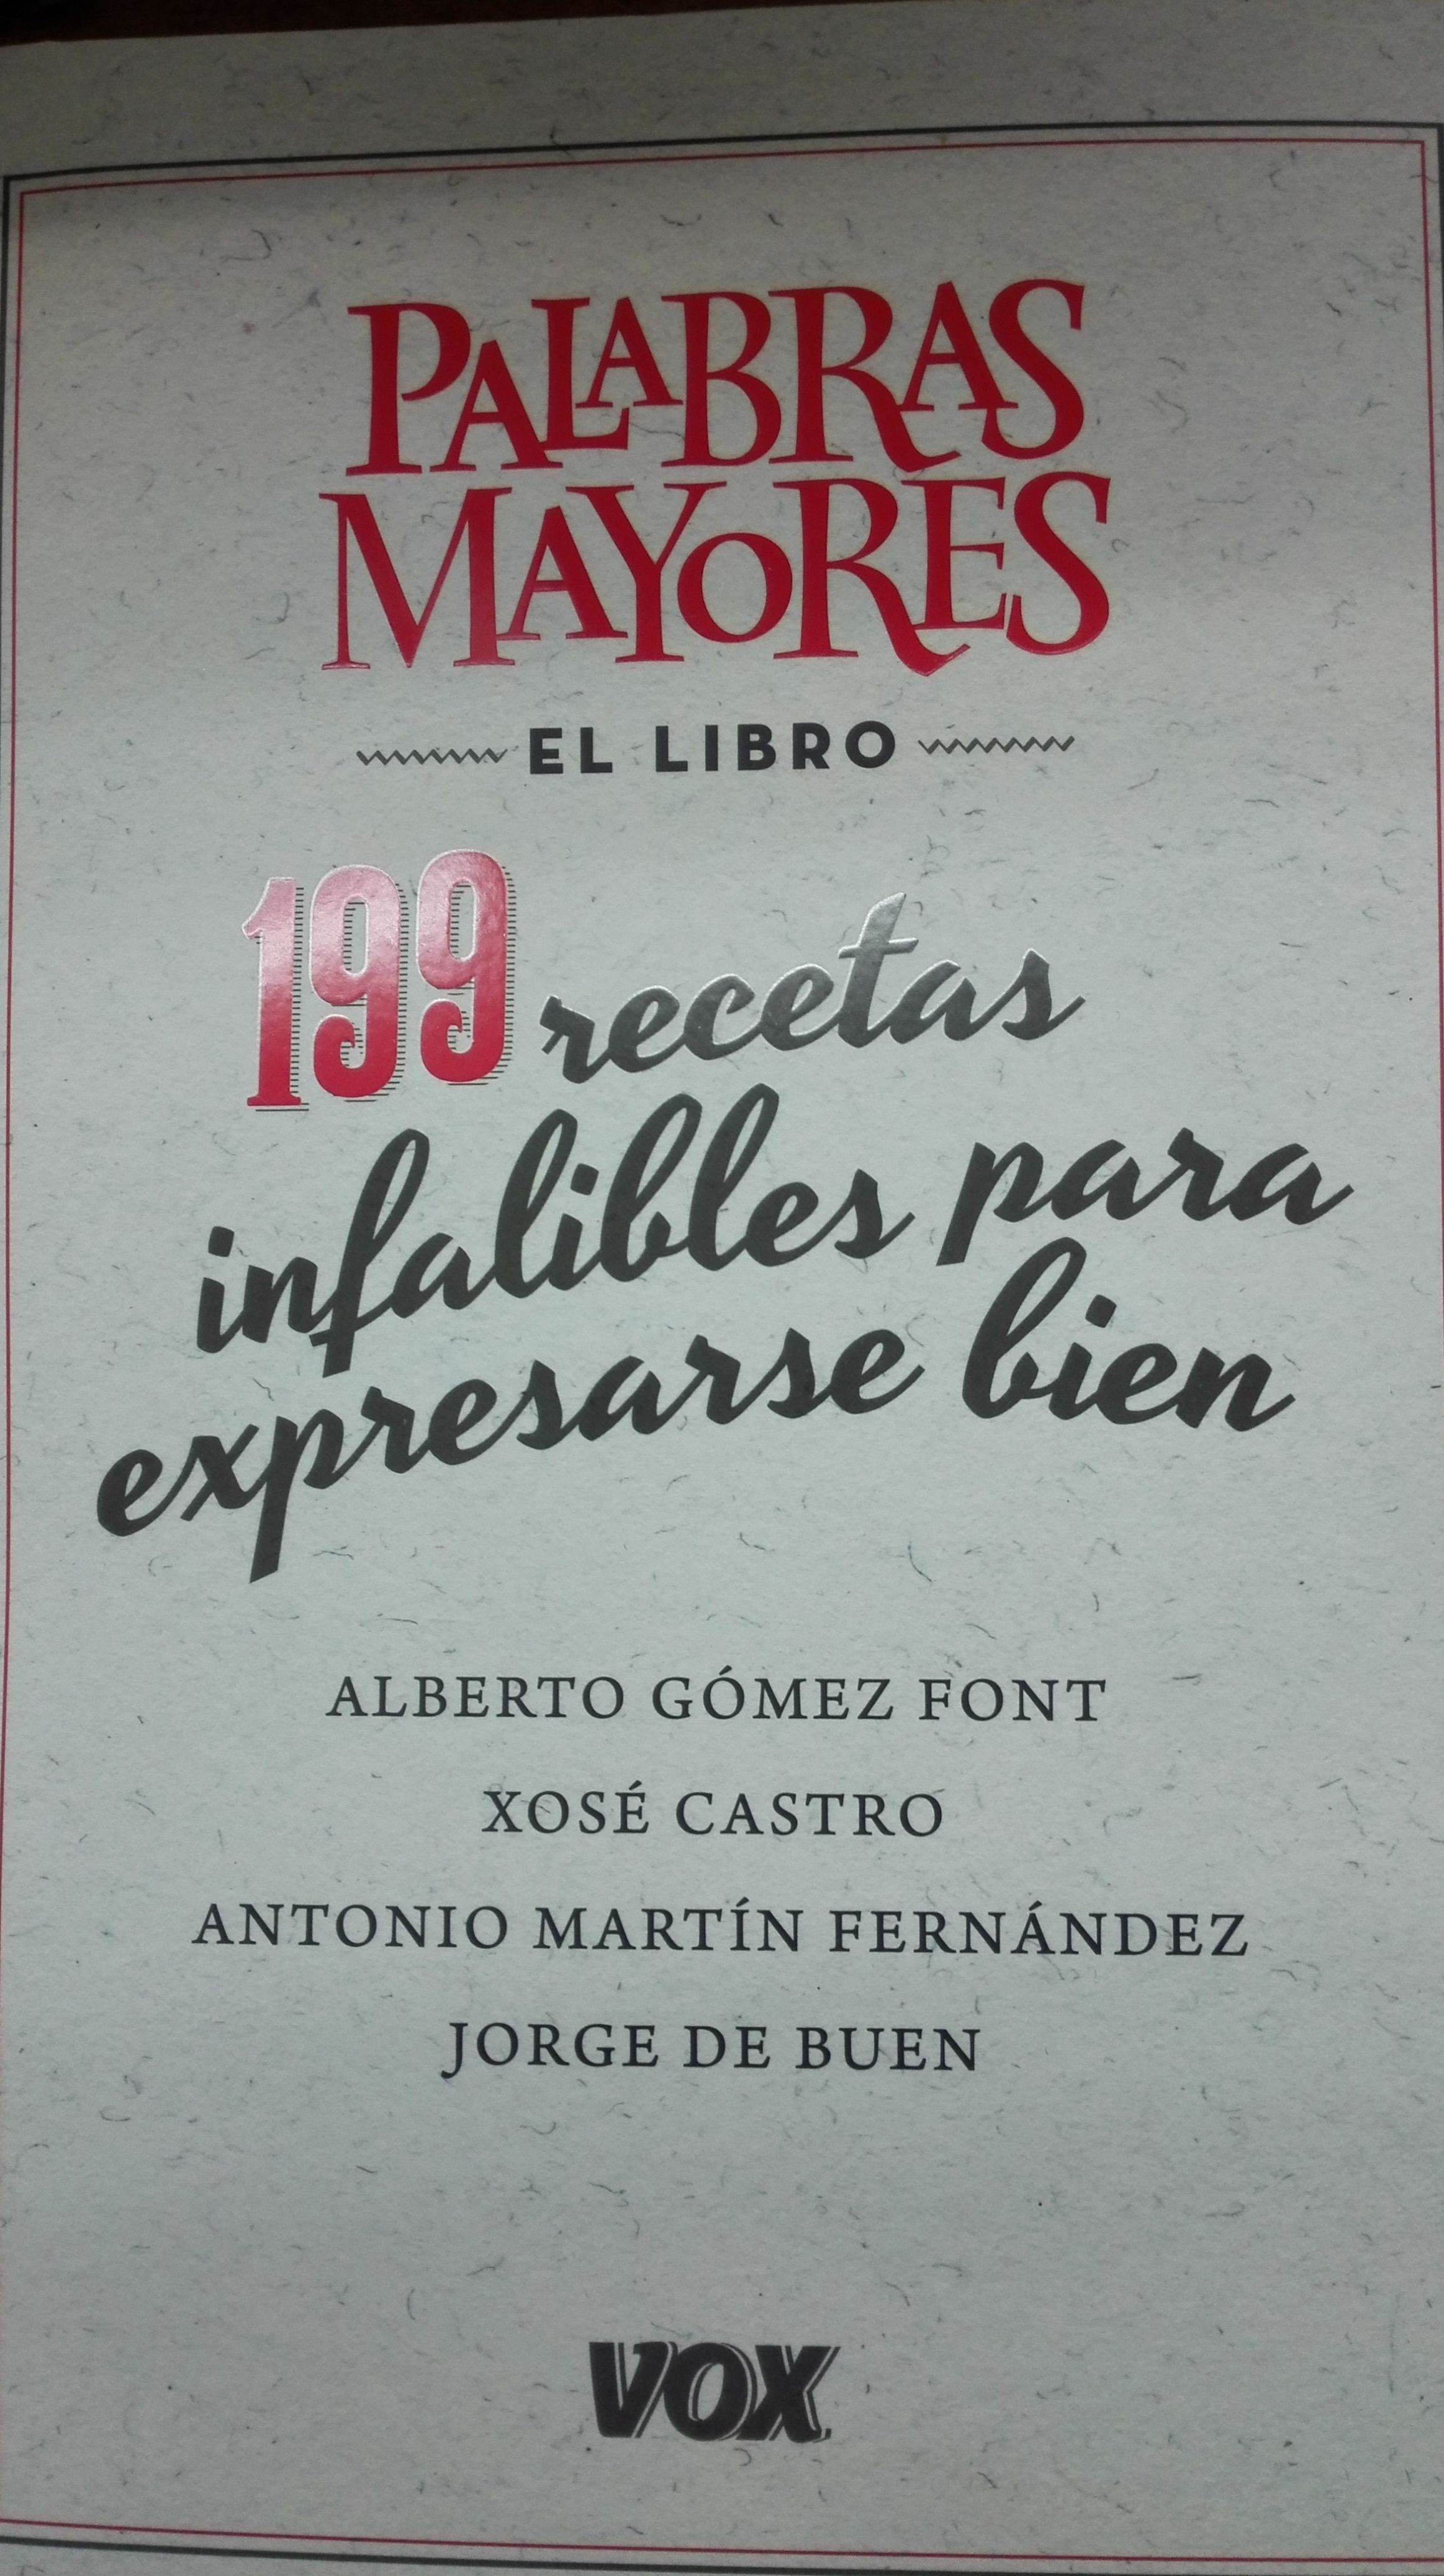 PALABRAS
MAYORES
EL LIBRO
199 recetas
infalibles para
expresarse bien
ALBERTO GÓMEZ FONT
XOSÉ CASTRO
ANTONIO MARTÍN FERNÁNDEZ
JORGE DE BUEN
VOX